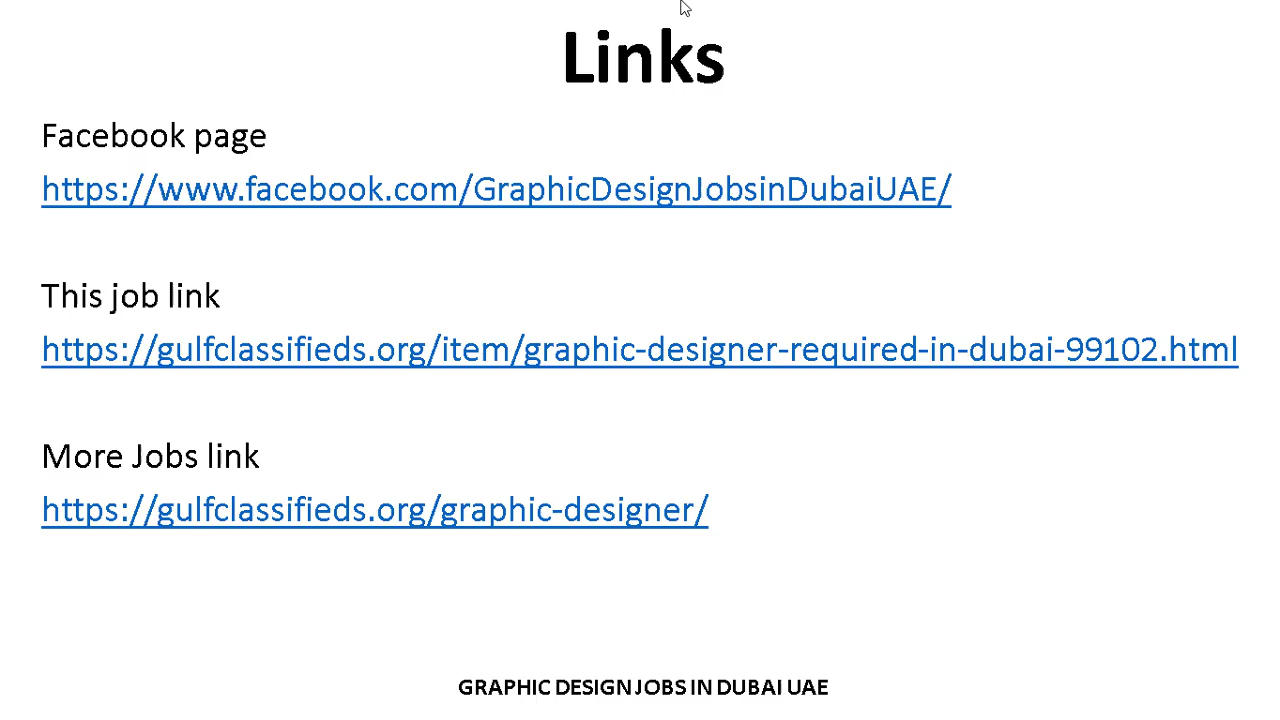 Links
Facebook page
https://www.facebook.com/GraphicDesignJobsinDubaiUAE/
This job link
https://gulfclassifieds.org/item/graphic-designer-required-in-dubai-99102.html
More Jobs link
https://gulfclassifieds.org/graphic-designer/
GRAPHIC DESIGN JOBS IN DUBAI UAE